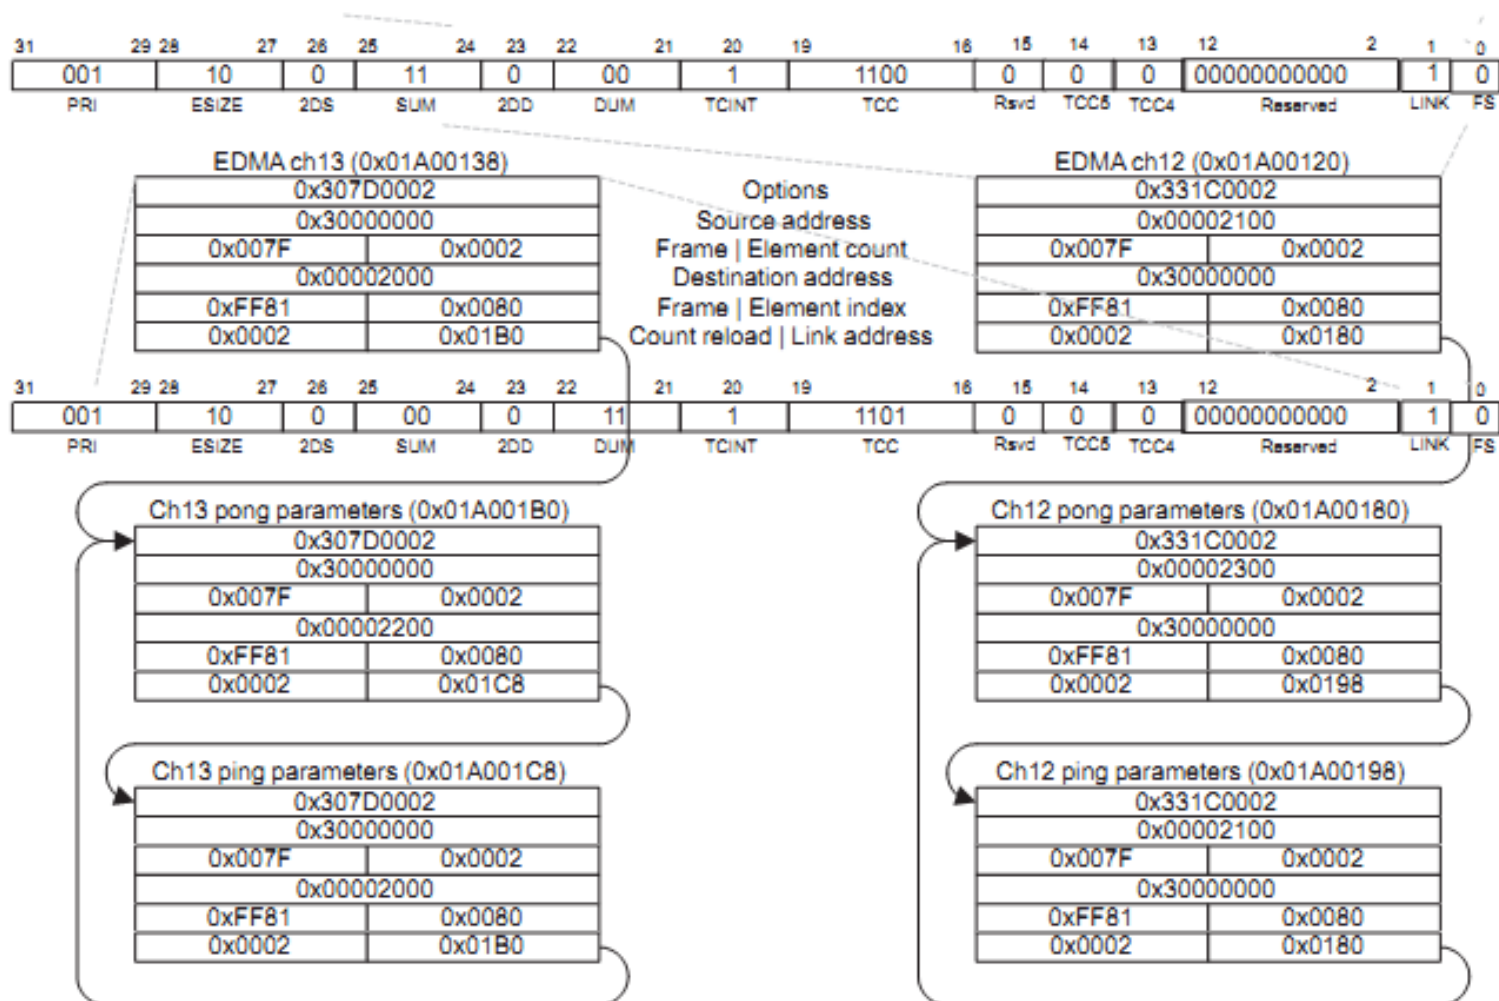 31 29 28 27 26 25 24 23 22 21 20 19 16 15 14 13 12 2 1 0
001 10 0 11 0 00 1 1100 0 0 0 00000000000 1 0
PRI ESIZE 2DS SUM 2DD DUM TCINT TCC Rsvd TCC5 TCC4 Reserved LINK FS
EDMA ch13 (0x01A00138) EDMA ch12 (0x01A00120)
0x307D0002 Options 0x331C0002
0x30000000 Source address 0x00002100
0x007F 0x0002 Frame | Element count 0x007F 0x0002
0x00002000 Destination address 0x30000000
0xFF81 0x0080 Frame | Element index 0xFF81 0x0080
0x0002 0x01B0 Count reload | Link address 0x0002 0x0180
31 29 28 27 26 25 24 23 22 21 20 19 16 15 14 13 12 2 1 0
001 10 0 00 0 11 1 1101 0 0 0 00000000000 1 0
PRI ESIZE 2DS SUM 2DD DUM TCINT TCC Rsvd TCC5 TCC4 Reserved LINK FS
Ch13 pong parameters (0x01A001B0) Ch12 pong parameters (0x01A00180)
0x307D0002 0x331C0002
0x30000000 0x00002300
0x007F 0x0002 0x007F 0x0002
0x00002200 0x30000000
0xFF81 0x0080 0xFF81 0x0080
0x0002 0x01C8 0x0002 0x0198
Ch13 ping parameters (0x01A001C8) Ch12 ping parameters (0x01A00198)
0x307D0002 0x331C0002
0x30000000 0x00002100
0x007F 0x0002 0x007F 0x0002
0x00002000 0x30000000
0xFF81 0x0080 0xFF81 0x0080
0x0002 0x01B0 0x0002 0x0180